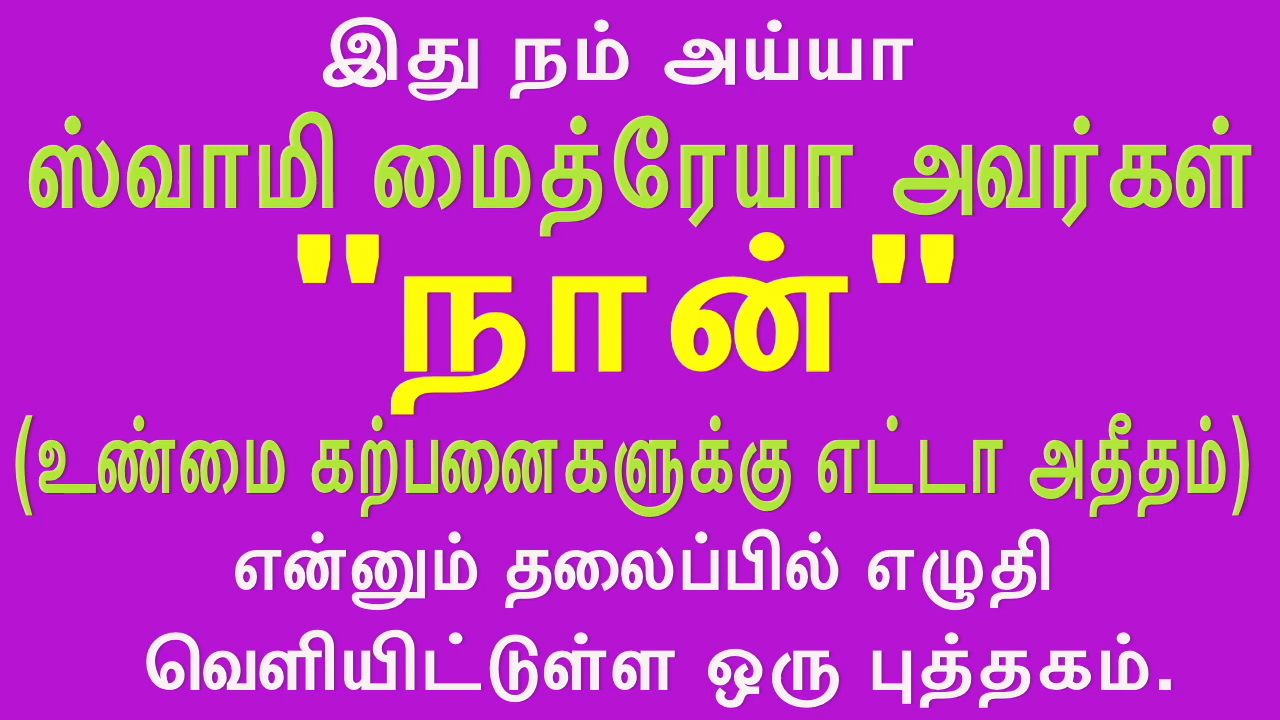 இது நம் அய்யா
ஸ்வாமி மைத்ரேயா அவர்கள்
"நான்"
(உண்மை கற்பனைகளுக்கு எட்டா அதீதம்)
என்னும் தலைப்பில் எழுதி
வெளியிட்டுள்ள ஒரு புத்தகம்.